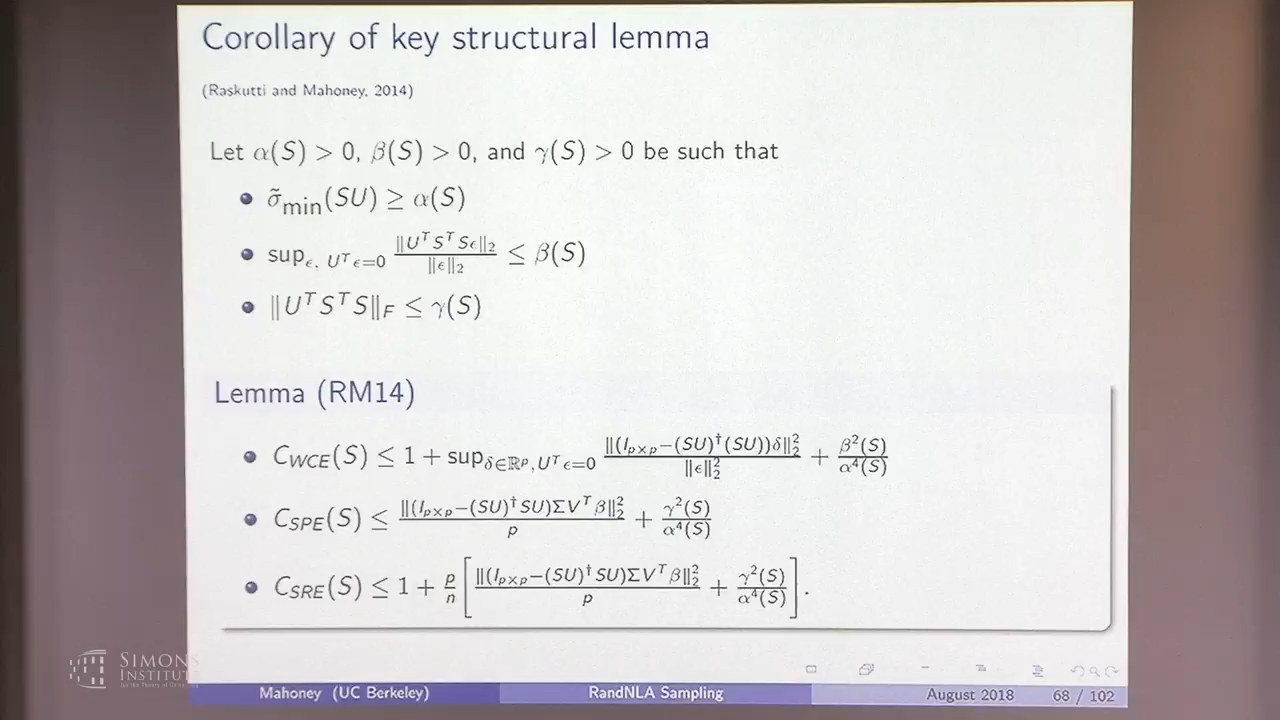 Corollary of key structural lemma
(Raskutti and Mahoney, 2014)
Let α(S) > 0, β(S) > 0, and γ(S) > 0 be such that
σ̃_min(SU) ≥ α(S)
sup_{ε, U^T ε=0} ‖U^T S^T Sε‖_2 / ‖ε‖_2 ≤ β(S)
‖U^T S^T S‖_F ≤ γ(S)
Lemma (RM14)
C_WCE(S) ≤ 1 + sup_{δ∈ℝ^p, U^T ε=0} ‖(I_{p×p}−(SU)^†(SU))δ‖_2^2 / ‖ε‖_2^2 + β^2(S) / α^4(S)
C_SPE(S) ≤ ‖(I_{p×p}−(SU)^† SU)ΣV^T β‖_2^2 / p + γ^2(S) / α^4(S)
C_SRE(S) ≤ 1 + p/n [ ‖(I_{p×p}−(SU)^† SU)ΣV^T β‖_2^2 / p + γ^2(S) / α^4(S) ].
SIMONS
INSTITUTE
Mahoney (UC Berkeley) RandNLA Sampling August 2018 68 / 102